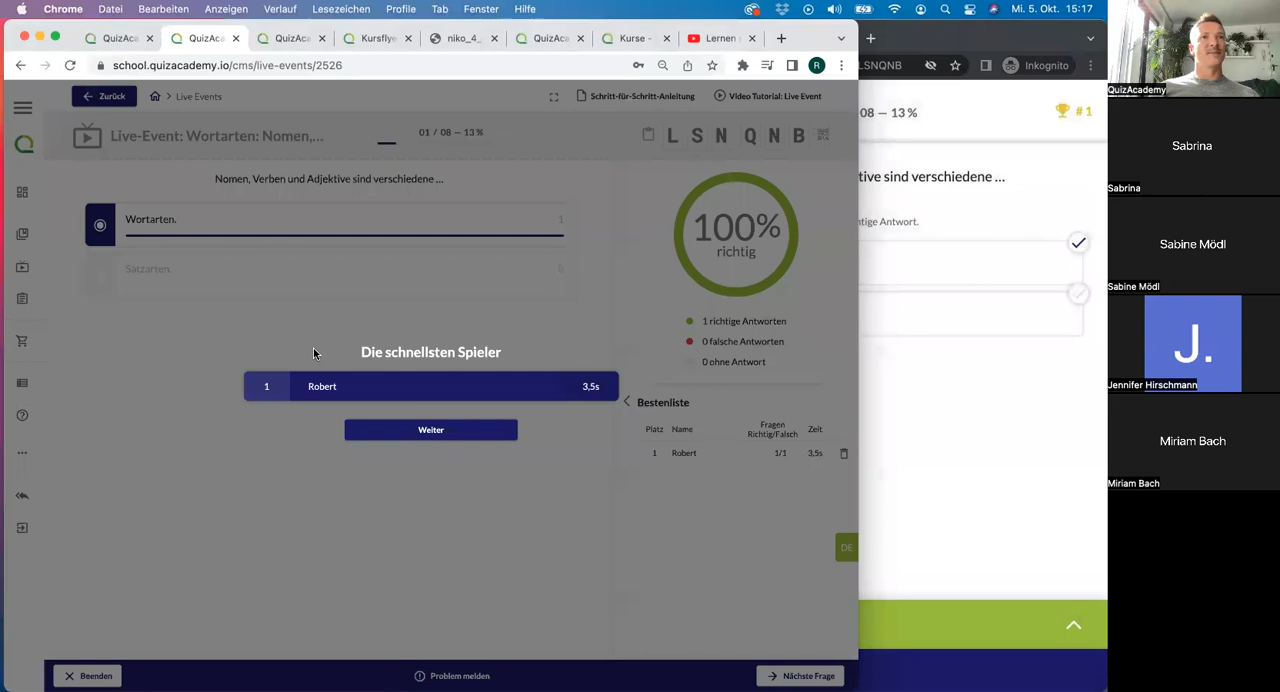 Chrome Datei Bearbeiten Anzeigen Verlauf Lesezeichen Profile Tab Fenster Hilfe Mi. 5. Okt. 15:17
QuizAca QuizAca QuizAca Kursflye niko_4_ QuizAca Kurse - Lernen
school.quizacademy.io/cms/live-events/2526 R
LSNQNB Inkognito
Zurück Live Events Schritt-für-Schritt-Anleitung Video Tutorial: Live Event
Live-Event: Wortarten: Nomen,... 01 / 08 — 13 % L S N Q N B
08 — 13 % # 1
Nomen, Verben und Adjektive sind verschiedene ...
Wortarten. 1
Satzarten. 0
100%
richtig
1 richtige Antworten
0 falsche Antworten
0 ohne Antwort
Die schnellsten Spieler
1 Robert 3,5s
Weiter
Bestenliste
Platz Name Fragen Richtig/Falsch Zeit
1 Robert 1/1 3,5s
DE
Beenden Problem melden Nächste Frage
tive sind verschiedene ...
htige Antwort.
QuizAcademy
Sabrina
Sabrina
Sabine Mödl
Sabine Mödl
J.
Jennifer Hirschmann
Miriam Bach
Miriam Bach